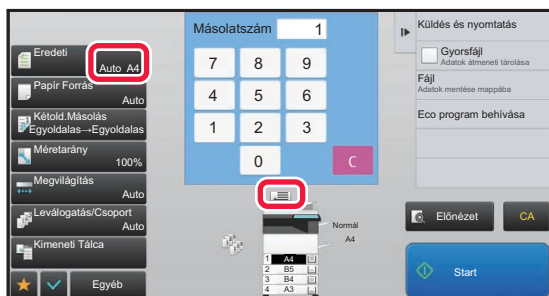 Eredeti
Auto A4
Papír Forrás
Auto
Kétold.Másolás
Egyoldalas→Egyoldalas
Méretarány
100%
Megvilágítás
Auto
Leválogatás/Csoport
Auto
Kimeneti Tálca
Egyéb
Másolatszám 1
7 8 9
4 5 6
1 2 3
0 C
Normál
A4
1 A4
2 B5
3 B4
4 A3
Küldés és nyomtatás
Gyorsfájl
Adatok átmeneti tárolása
Fájl
Adatok mentése mappába
Eco program behívása
Előnézet CA
Start